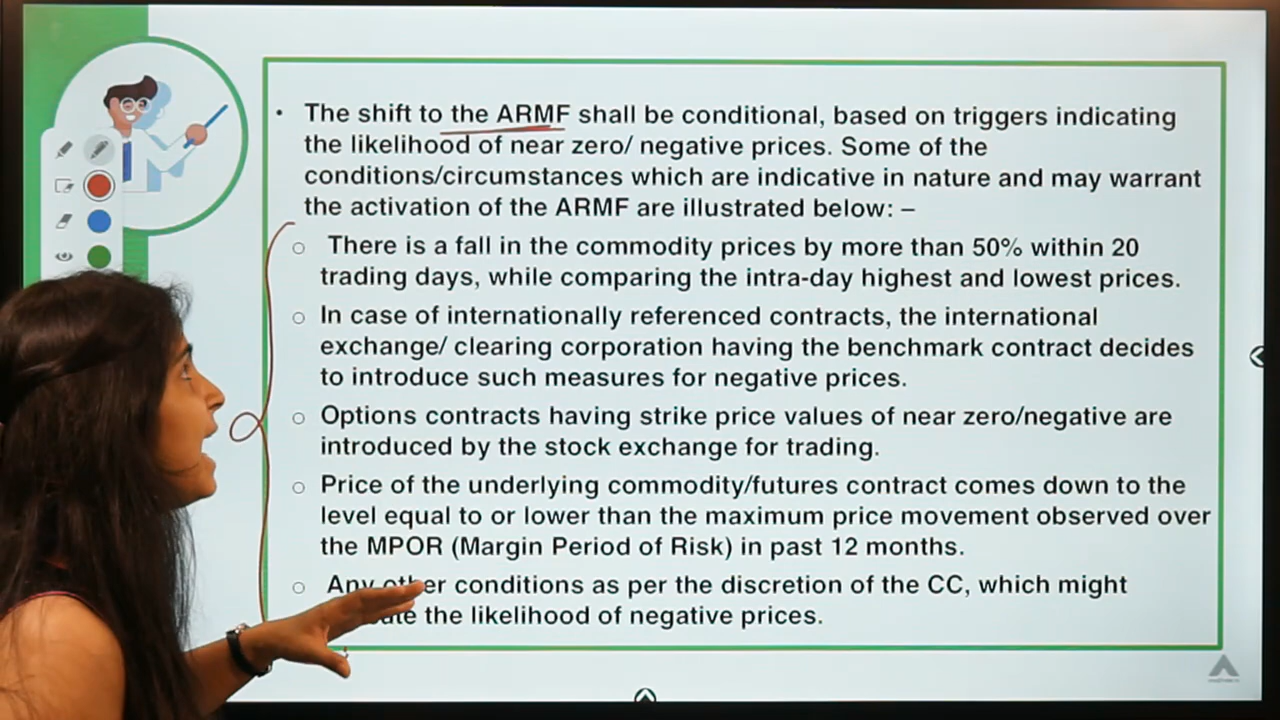 • The shift to the ARMF shall be conditional, based on triggers indicating
the likelihood of near zero/ negative prices. Some of the
conditions/circumstances which are indicative in nature and may warrant
the activation of the ARMF are illustrated below: –
○ There is a fall in the commodity prices by more than 50% within 20
trading days, while comparing the intra-day highest and lowest prices.
○ In case of internationally referenced contracts, the international
exchange/ clearing corporation having the benchmark contract decides
to introduce such measures for negative prices.
○ Options contracts having strike price values of near zero/negative are
introduced by the stock exchange for trading.
○ Price of the underlying commodity/futures contract comes down to the
level equal to or lower than the maximum price movement observed over
the MPOR (Margin Period of Risk) in past 12 months.
○ Any other conditions as per the discretion of the CC, which might
the likelihood of negative prices.